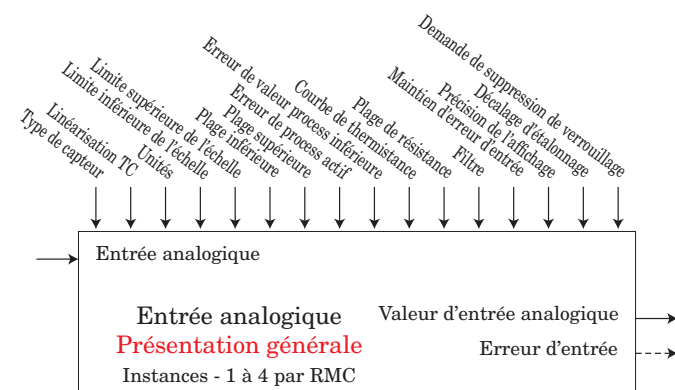 Type de capteur
Linéarisation TC
Unités
Limite inférieure de l'échelle
Limite supérieure de l'échelle
Plage inférieure
Plage supérieure
Erreur de process actif
Erreur de valeur process inférieure
Courbe de thermistance
Plage de résistance
Filtre
Maintien d'erreur d'entrée
Précision de l'affichage
Décalage d'étalonnage
Demande de suppression de verrouillage
Entrée analogique
Entrée analogique
Présentation générale
Instances - 1 à 4 par RMC
Valeur d'entrée analogique
Erreur d'entrée